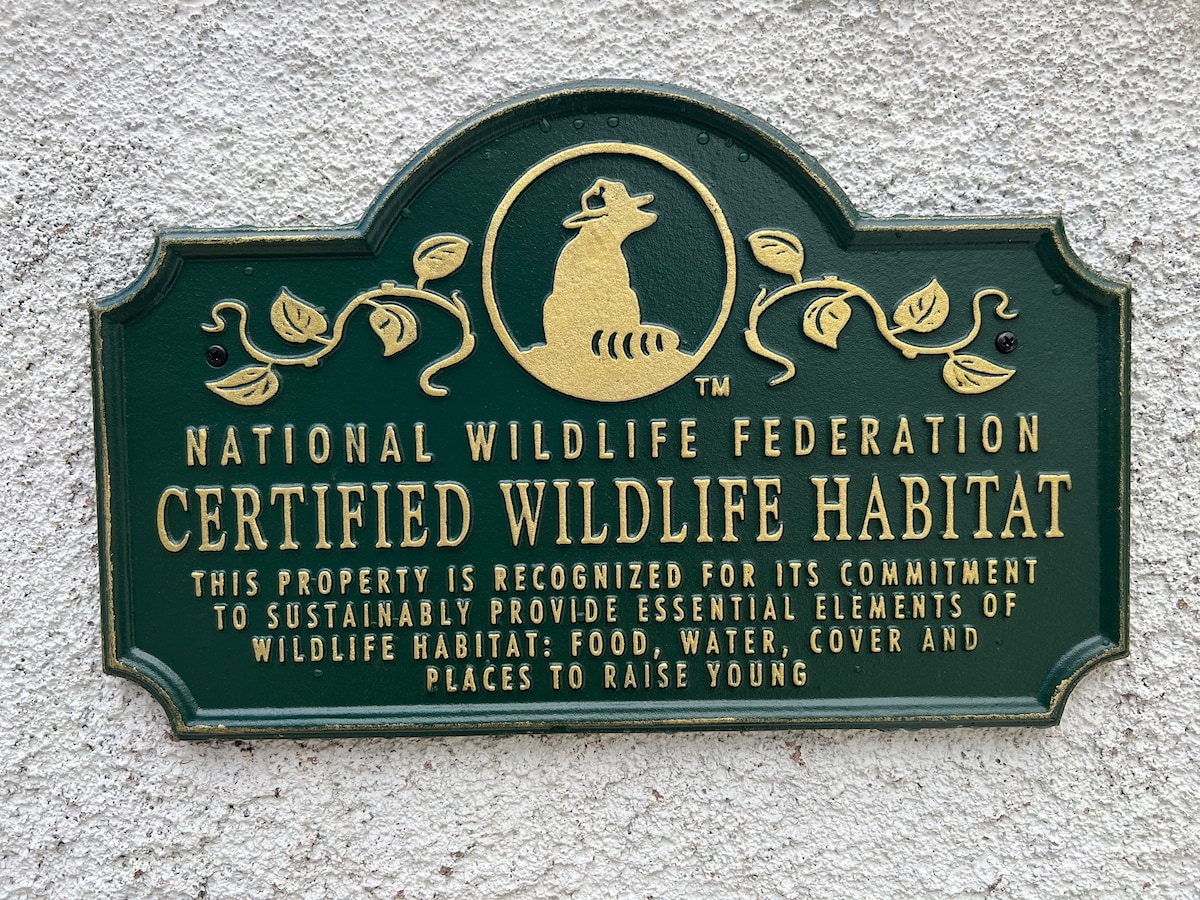 TM
NATIONAL WILDLIFE FEDERATION
CERTIFIED WILDLIFE HABITAT
THIS PROPERTY IS RECOGNIZED FOR ITS COMMITMENT
TO SUSTAINABLY PROVIDE ESSENTIAL ELEMENTS OF
WILDLIFE HABITAT: FOOD, WATER, COVER AND
PLACES TO RAISE YOUNG